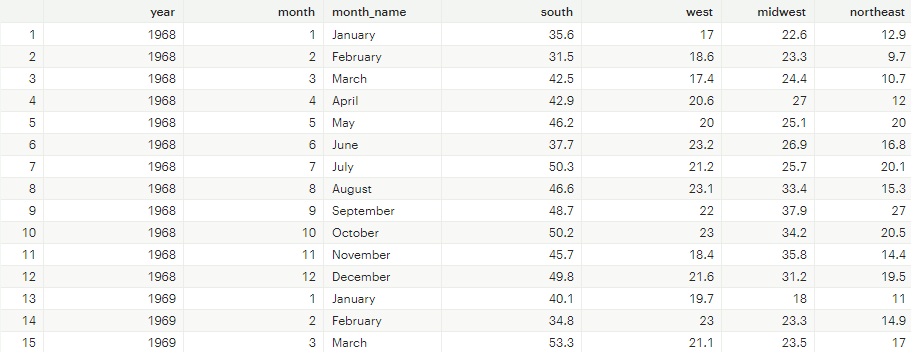 year month month_name south west midwest northeast
1 1968 1 January 35.6 17 22.6 12.9
2 1968 2 February 31.5 18.6 23.3 9.7
3 1968 3 March 42.5 17.4 24.4 10.7
4 1968 4 April 42.9 20.6 27 12
5 1968 5 May 46.2 20 25.1 20
6 1968 6 June 37.7 23.2 26.9 16.8
7 1968 7 July 50.3 21.2 25.7 20.1
8 1968 8 August 46.6 23.1 33.4 15.3
9 1968 9 September 48.7 22 37.9 27
10 1968 10 October 50.2 23 34.2 20.5
11 1968 11 November 45.7 18.4 35.8 14.4
12 1968 12 December 49.8 21.6 31.2 19.5
13 1969 1 January 40.1 19.7 18 11
14 1969 2 February 34.8 23 23.3 14.9
15 1969 3 March 53.3 21.1 23.5 17